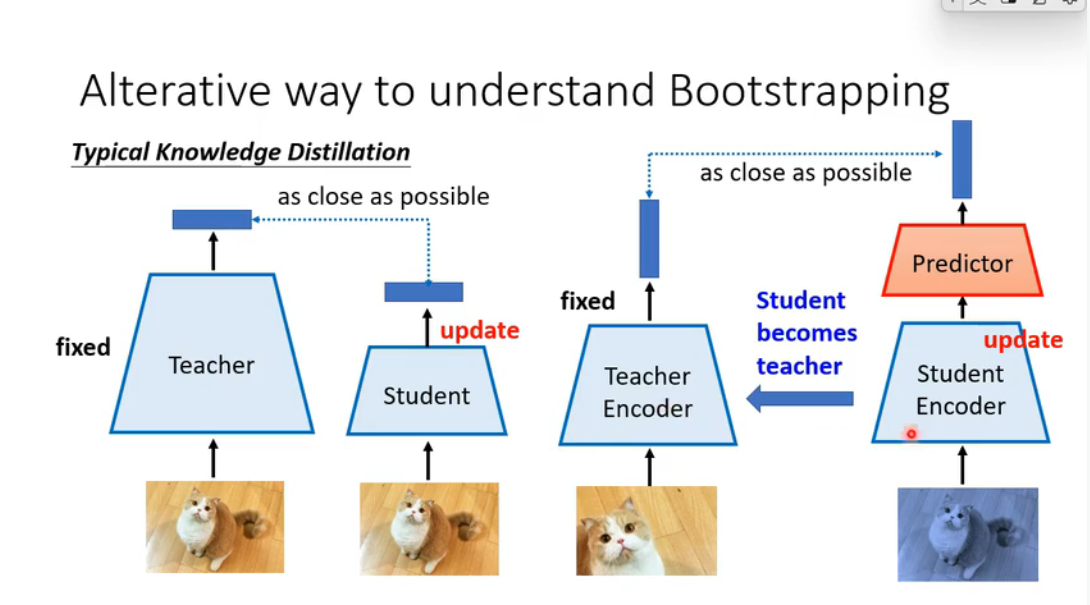 Alterative way to understand Bootstrapping
Typical Knowledge Distillation
as close as possible
fixed
Teacher
update
Student
as close as possible
fixed
Teacher
Encoder
Student
becomes
teacher
Predictor
update
Student
Encoder